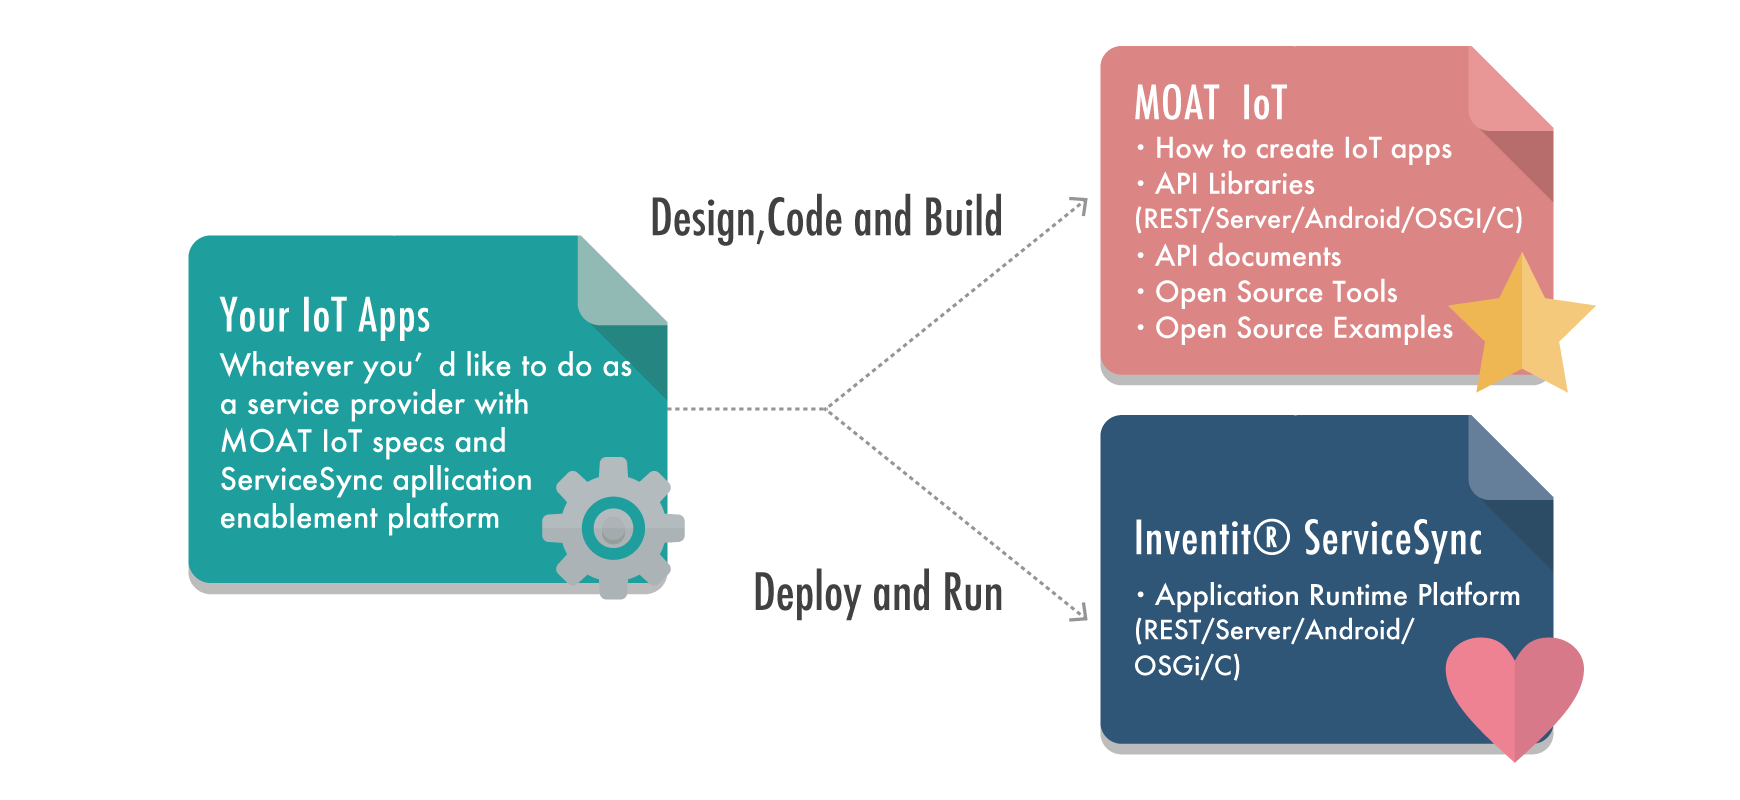 Your IoT Apps
Whatever you’ d like to do as
a service provider with
MOAT IoT specs and
ServiceSync apllication
enablement platform
Design,Code and Build
Deploy and Run
MOAT IoT
・How to create IoT apps
・API Libraries
(REST/Server/Android/OSGI/C)
・API documents
・Open Source Tools
・Open Source Examples
Inventit® ServiceSync
・Application Runtime Platform
(REST/Server/Android/
OSGi/C)